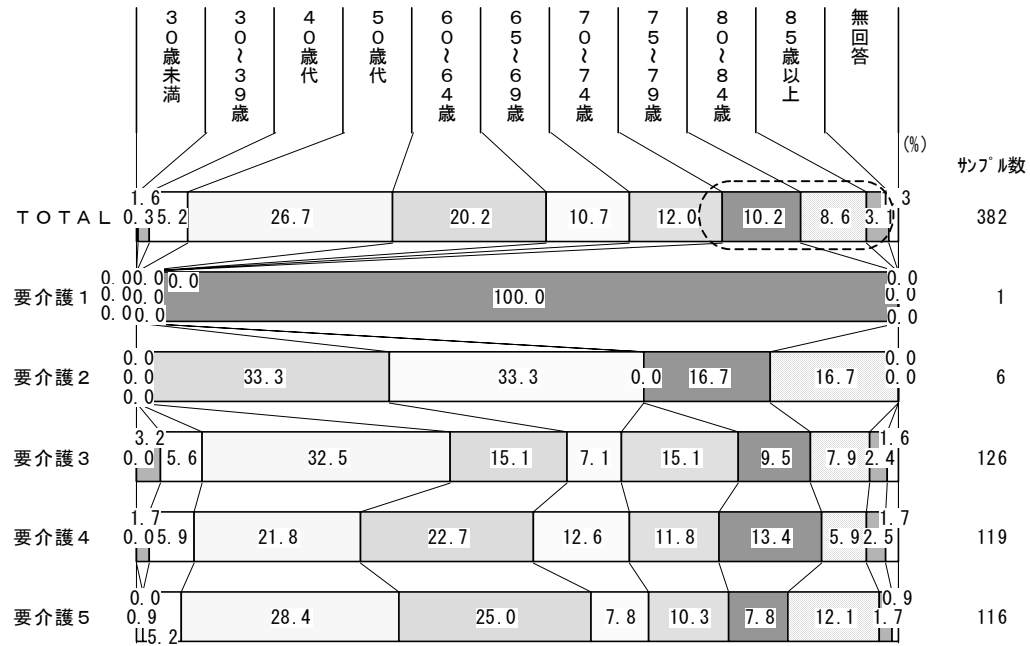 30歳未満
30~39歳
40歳代
50歳代
60~64歳
65~69歳
70~74歳
75~79歳
80~84歳
85歳以上
無回答
(%)
サンプル数
TOTAL 0.3 1.6 5.2 26.7 20.2 10.7 12.0 10.2 8.6 3.1 3 382
要介護1 0.0 0.0 0.0 0.0 0.0 0.0 0.0 100.0 0.0 0.0 0.0 1
要介護2 0.0 0.0 0.0 33.3 33.3 0.0 16.7 16.7 0.0 0.0 6
要介護3 0.0 3.2 5.6 32.5 15.1 7.1 15.1 9.5 7.9 2.4 1.6 126
要介護4 0.0 1.7 5.9 21.8 22.7 12.6 11.8 13.4 5.9 2.5 1.7 119
要介護5 0.9 0.0 5.2 28.4 25.0 7.8 10.3 7.8 12.1 1.7 0.9 116